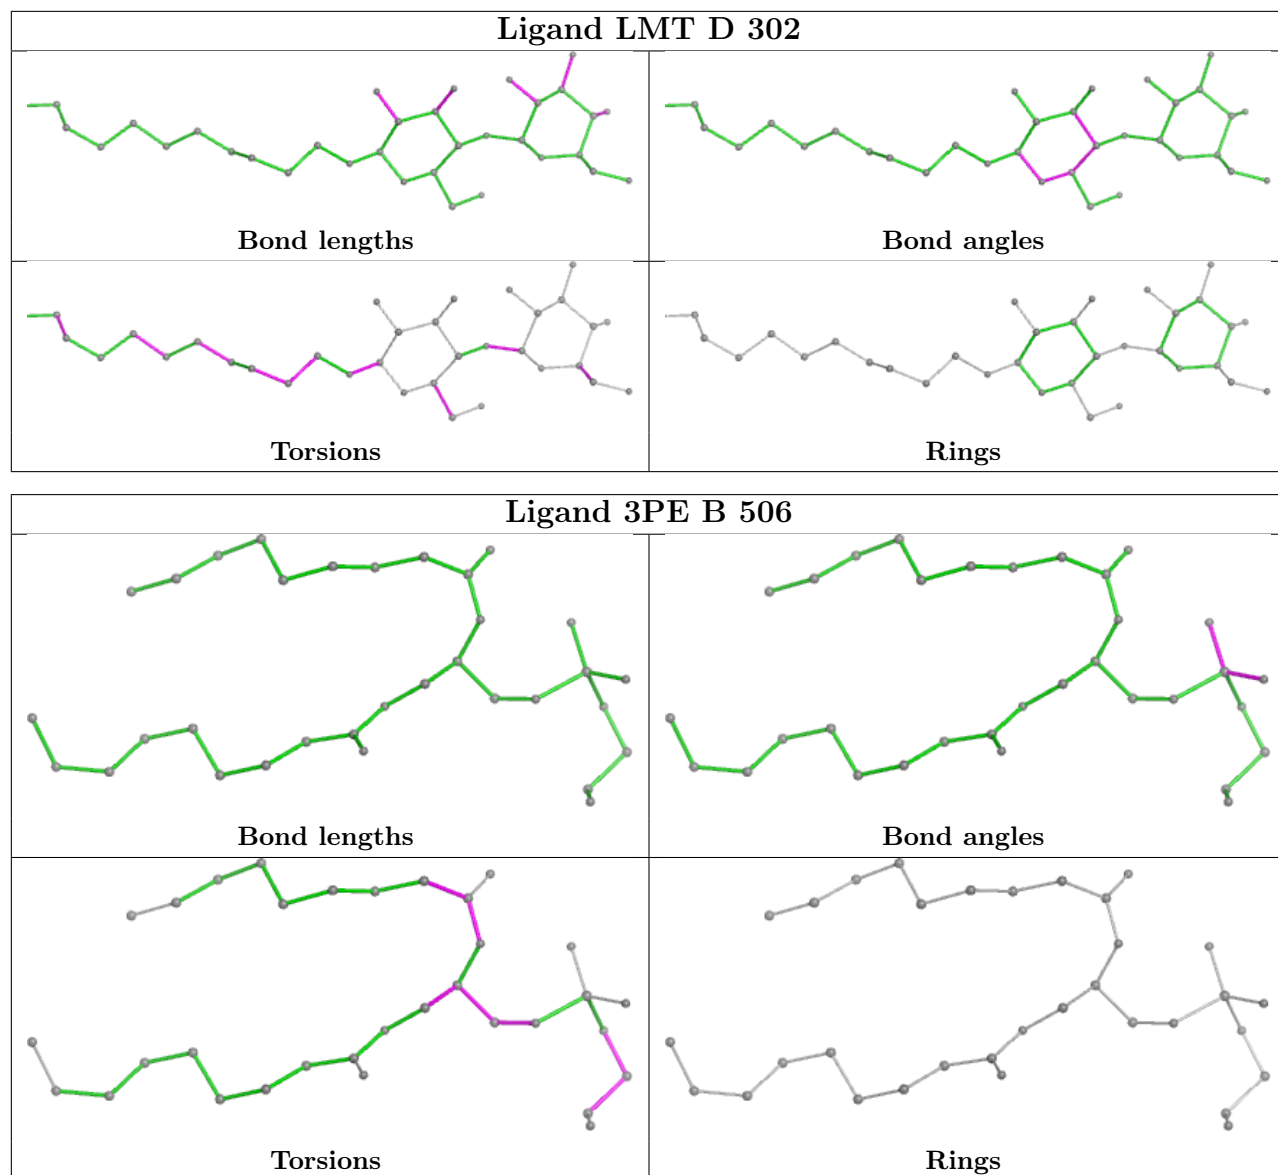 Ligand LMT D 302
Bond lengths
Bond angles
Torsions
Rings
Ligand 3PE B 506
Bond lengths
Bond angles
Torsions
Rings